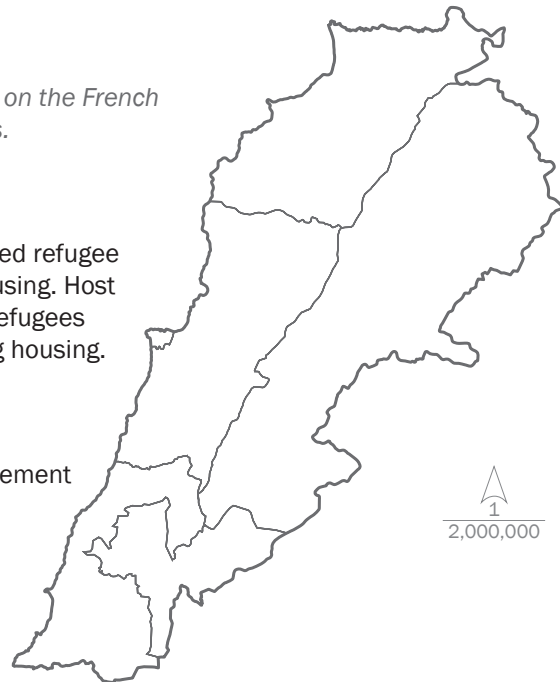 on the French
s.
ed refugee
using. Host
efugees
g housing.
ement
1
2,000,000